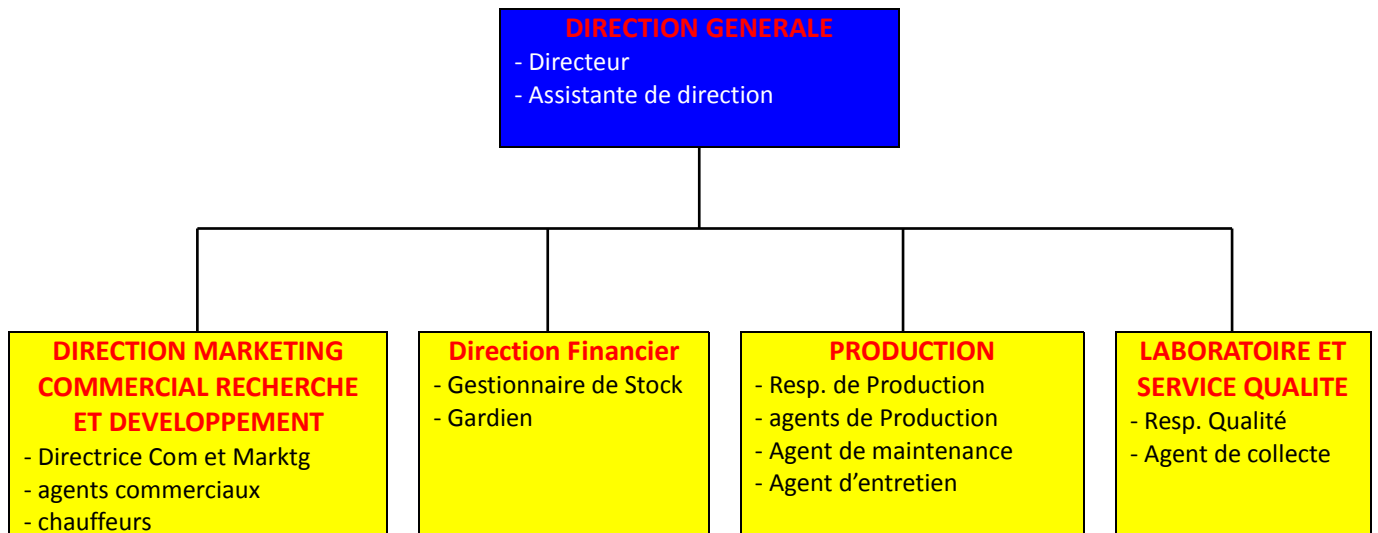 DIRECTION GENERALE
- Directeur
- Assistante de direction
DIRECTION MARKETING
COMMERCIAL RECHERCHE
ET DEVELOPPEMENT
- Directrice Com et Marktg
- agents commerciaux
- chauffeurs
Direction Financier
- Gestionnaire de Stock
- Gardien
PRODUCTION
- Resp. de Production
- agents de Production
- Agent de maintenance
- Agent d’entretien
LABORATOIRE ET
SERVICE QUALITE
- Resp. Qualité
- Agent de collecte